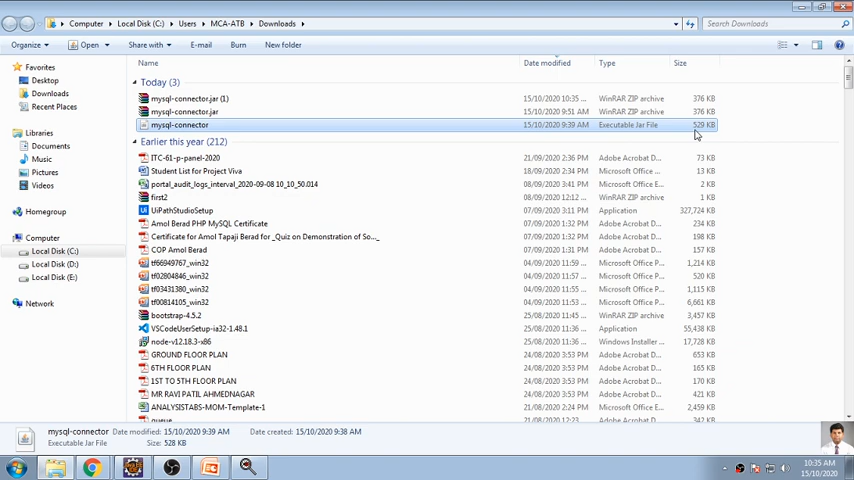 Computer ▸ Local Disk (C:) ▸ Users ▸ MCA-ATB ▸ Downloads ▸
Search Downloads
Organize Open Share with E-mail Burn New folder
Name Date modified Type Size
Favorites
Desktop
Downloads
Recent Places
Libraries
Documents
Music
Pictures
Videos
Homegroup
Computer
Local Disk (C:)
Local Disk (D:)
Local Disk (E:)
Network
Today (3)
mysql-connector.jar (1) 15/10/2020 10:35 ... WinRAR ZIP archive 376 KB
mysql-connector.jar 15/10/2020 9:51 AM WinRAR ZIP archive 376 KB
mysql-connector 15/10/2020 9:39 AM Executable Jar File 529 KB
Earlier this year (212)
ITC-61-p-panel-2020 21/09/2020 2:36 PM Adobe Acrobat D... 73 KB
Student List for Project Viva 18/09/2020 2:34 PM Microsoft Office ... 13 KB
portal_audit_logs_interval_2020-09-08 10_10_50.014 08/09/2020 3:41 PM Microsoft Office E... 2 KB
first2 08/09/2020 12:12 ... WinRAR ZIP archive 1 KB
UiPathStudioSetup 07/09/2020 3:11 PM Application 327,724 KB
Amol Berad PHP MySQL Certificate 07/09/2020 2:44 PM Adobe Acrobat D... 234 KB
Certificate for Amol Tapaji Berad for _Quiz on Demonstration of So..._ 07/09/2020 1:37 PM Adobe Acrobat D... 198 KB
COP Amol Berad 07/09/2020 1:31 PM Adobe Acrobat D... 157 KB
tf66949767_win32 04/09/2020 11:59 ... Microsoft Office P... 1,214 KB
tf02804846_win32 04/09/2020 11:56 ... Microsoft Office P... 520 KB
tf03431380_win32 04/09/2020 11:55 ... Microsoft Office P... 1,115 KB
tf00814105_win32 04/09/2020 11:53 ... Microsoft Office P... 6,661 KB
bootstrap-4.5.2 25/08/2020 11:36 ... WinRAR ZIP archive 3,457 KB
VSCodeUserSetup-ia32-1.48.1 25/08/2020 11:36 ... Application 55,438 KB
node-v12.18.3-x86 25/08/2020 11:36 ... Windows Installer ... 17,728 KB
GROUND FLOOR PLAN 24/08/2020 3:53 PM Adobe Acrobat D... 653 KB
6TH FLOOR PLAN 24/08/2020 3:53 PM Adobe Acrobat D... 165 KB
1ST TO 5TH FLOOR PLAN 24/08/2020 3:53 PM Adobe Acrobat D... 170 KB
MR RAVI PATIL AHMEDNAGAR 24/08/2020 3:53 PM Adobe Acrobat D... 421 KB
ANALYSISTABS-MOM-Template-1 21/08/2020 2:24 PM Microsoft Office E... 2,459 KB
mysql-connector Date modified: 15/10/2020 9:39 AM Date created: 15/10/2020 9:38 AM
Executable Jar File Size: 528 KB
10:35 AM
15/10/2020